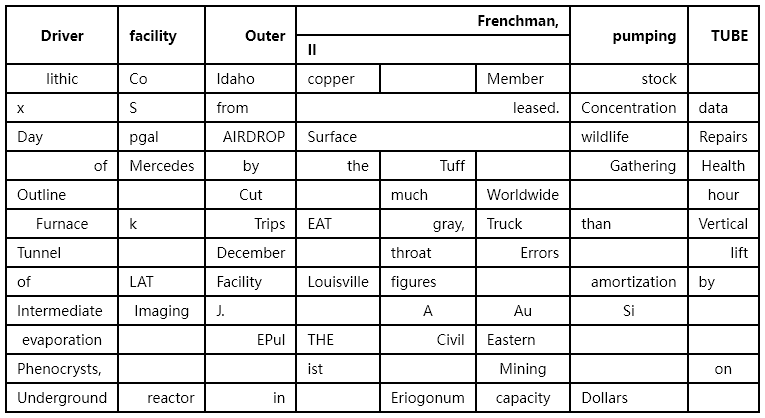 Driver facility Outer Frenchman, pumping TUBE
II
lithic Co Idaho copper Member stock
x S from leased. Concentration data
Day pgal AIRDROP Surface wildlife Repairs
of Mercedes by the Tuff Gathering Health
Outline Cut much Worldwide hour
Furnace k Trips EAT gray, Truck than Vertical
Tunnel December throat Errors lift
of LAT Facility Louisville figures amortization by
Intermediate Imaging J. A Au Si
evaporation EPul THE Civil Eastern
Phenocrysts, ist Mining on
Underground reactor in Eriogonum capacity Dollars